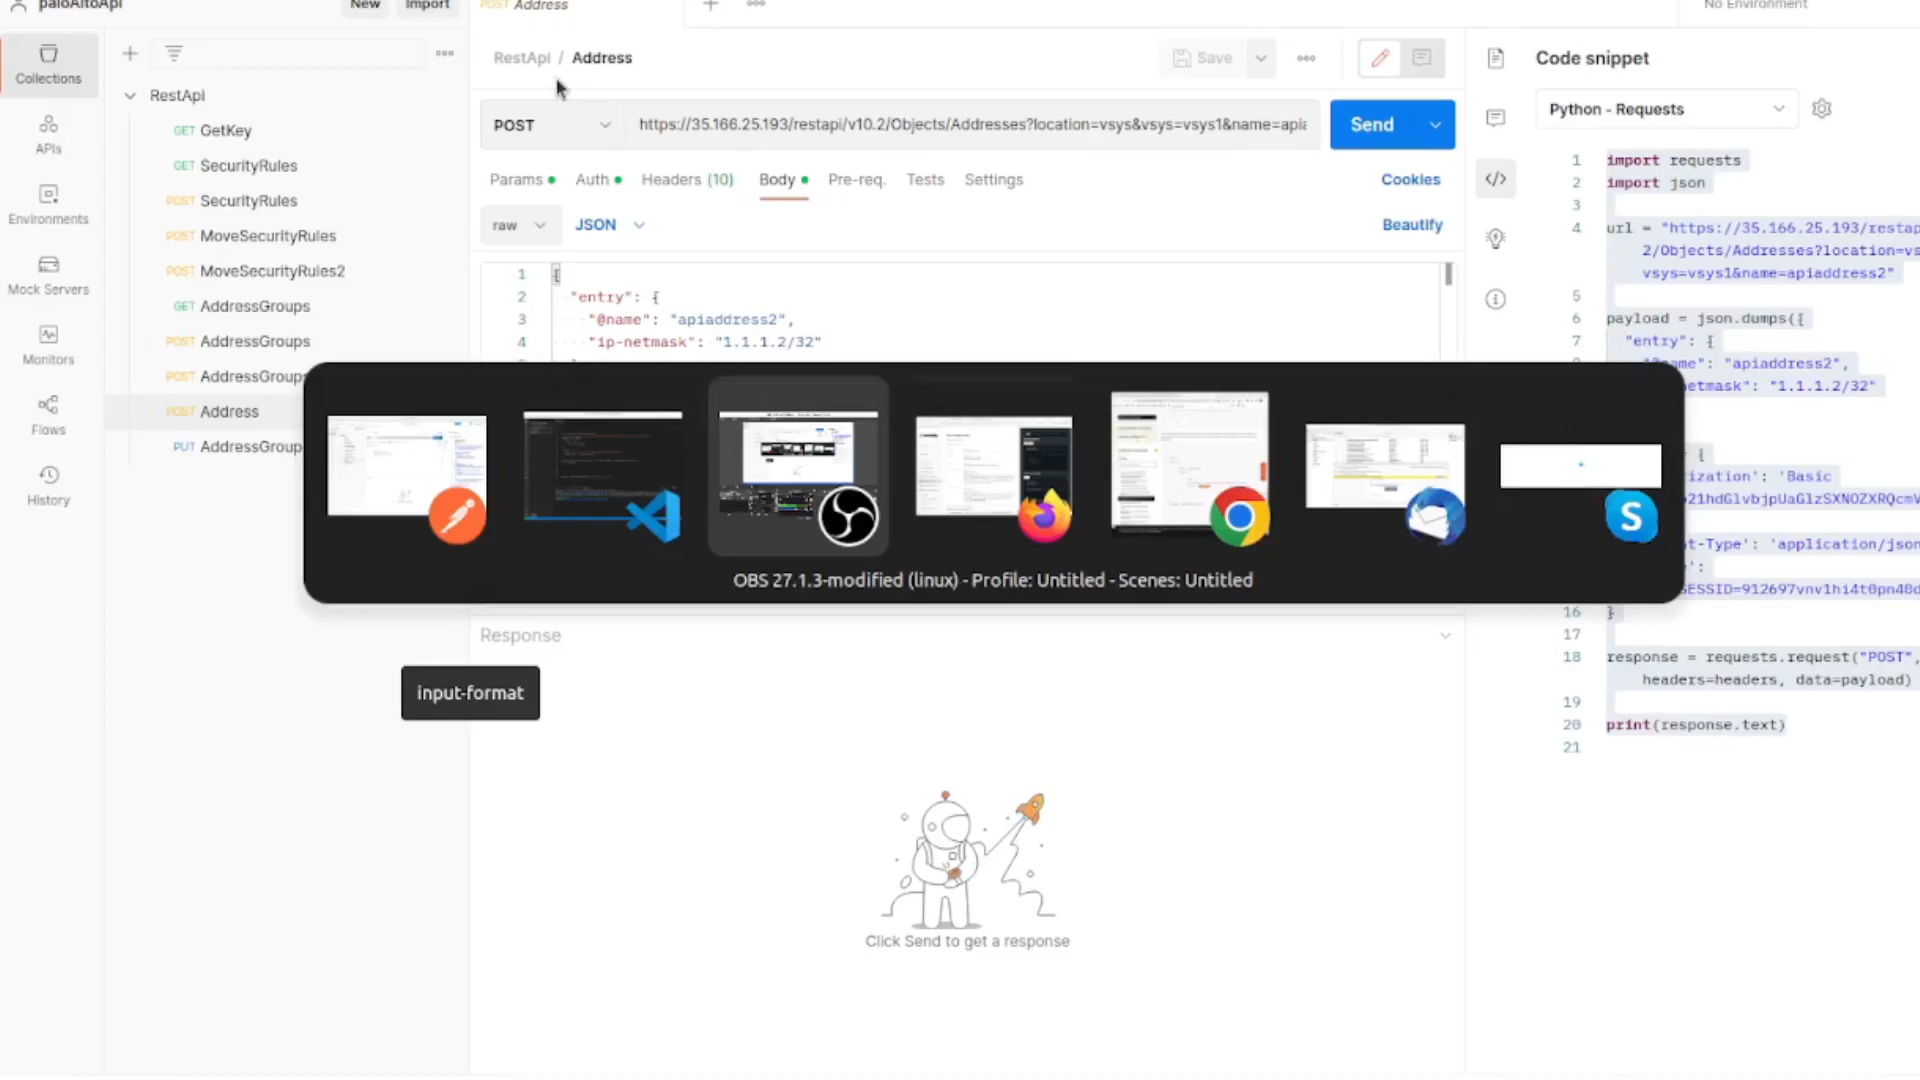 paloAltoApi
New
Import
POST Address
No Environment
Collections
APIs
Environments
Mock Servers
Monitors
Flows
History
RestApi
GET GetKey
GET SecurityRules
POST SecurityRules
POST MoveSecurityRules
POST MoveSecurityRules2
GET AddressGroups
POST AddressGroups
POST AddressGroups
POST Address
PUT AddressGroup
RestApi / Address
Save
POST
https://35.166.25.193/restapi/v10.2/Objects/Addresses?location=vsys&vsys=vsys1&name=apia
Send
Params
Auth
Headers (10)
Body
Pre-req.
Tests
Settings
Cookies
raw
JSON
Beautify
1 {
2 "entry": {
3 "@name": "apiaddress2",
4 "ip-netmask": "1.1.1.2/32"
OBS 27.1.3-modified (linux) - Profile: Untitled - Scenes: Untitled
Response
input-format
Click Send to get a response
Code snippet
Python - Requests
1 import requests
2 import json
3
4 url = "https://35.166.25.193/restap
2/Objects/Addresses?location=vs
vsys=vsys1&name=apiaddress2"
5
6 payload = json.dumps({
7 "entry": {
name": "apiaddress2",
netmask": "1.1.1.2/32"
{
rization': 'Basic
t-Type': 'application/json
':
SESSID=912697vnv1hi4t0pn40d
16 }
17
18 response = requests.request("POST",
headers=headers, data=payload)
19
20 print(response.text)
21